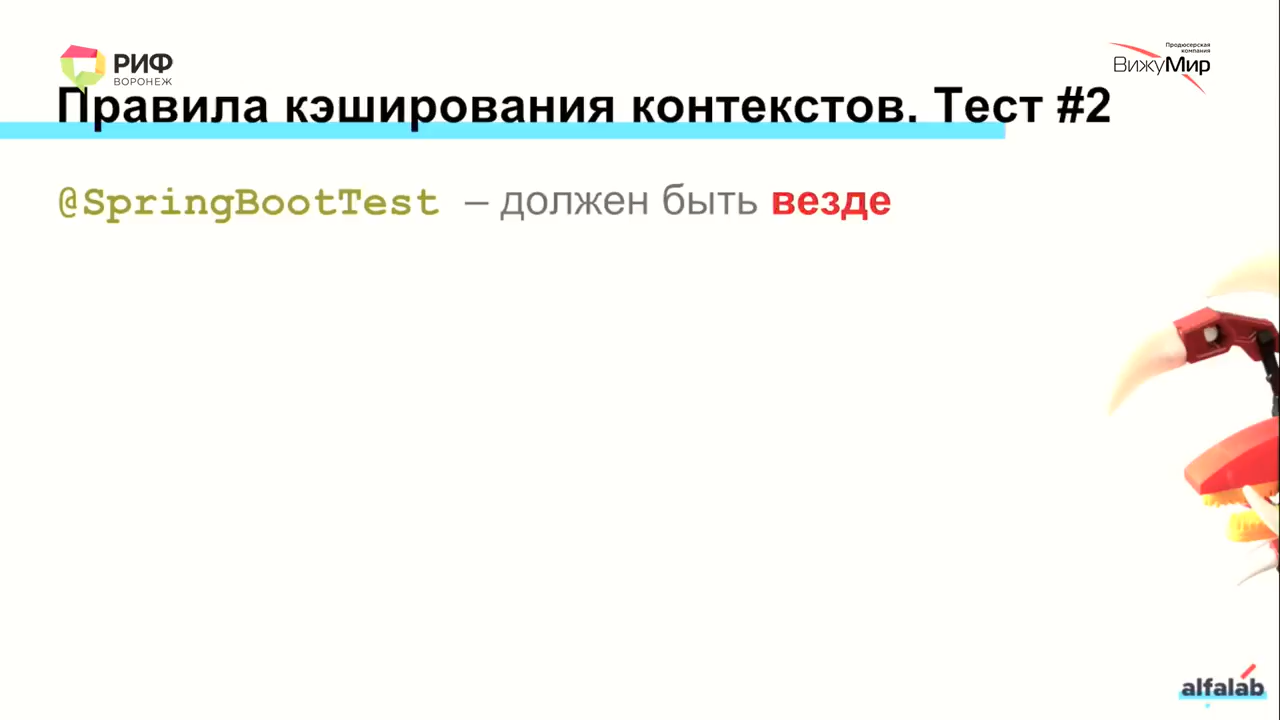 РИФ
ВОРОНЕЖ
Продюсерская
компания
ВижуМир
Правила кэширования контекстов. Тест #2
@SpringBootTest – должен быть везде
alfalab